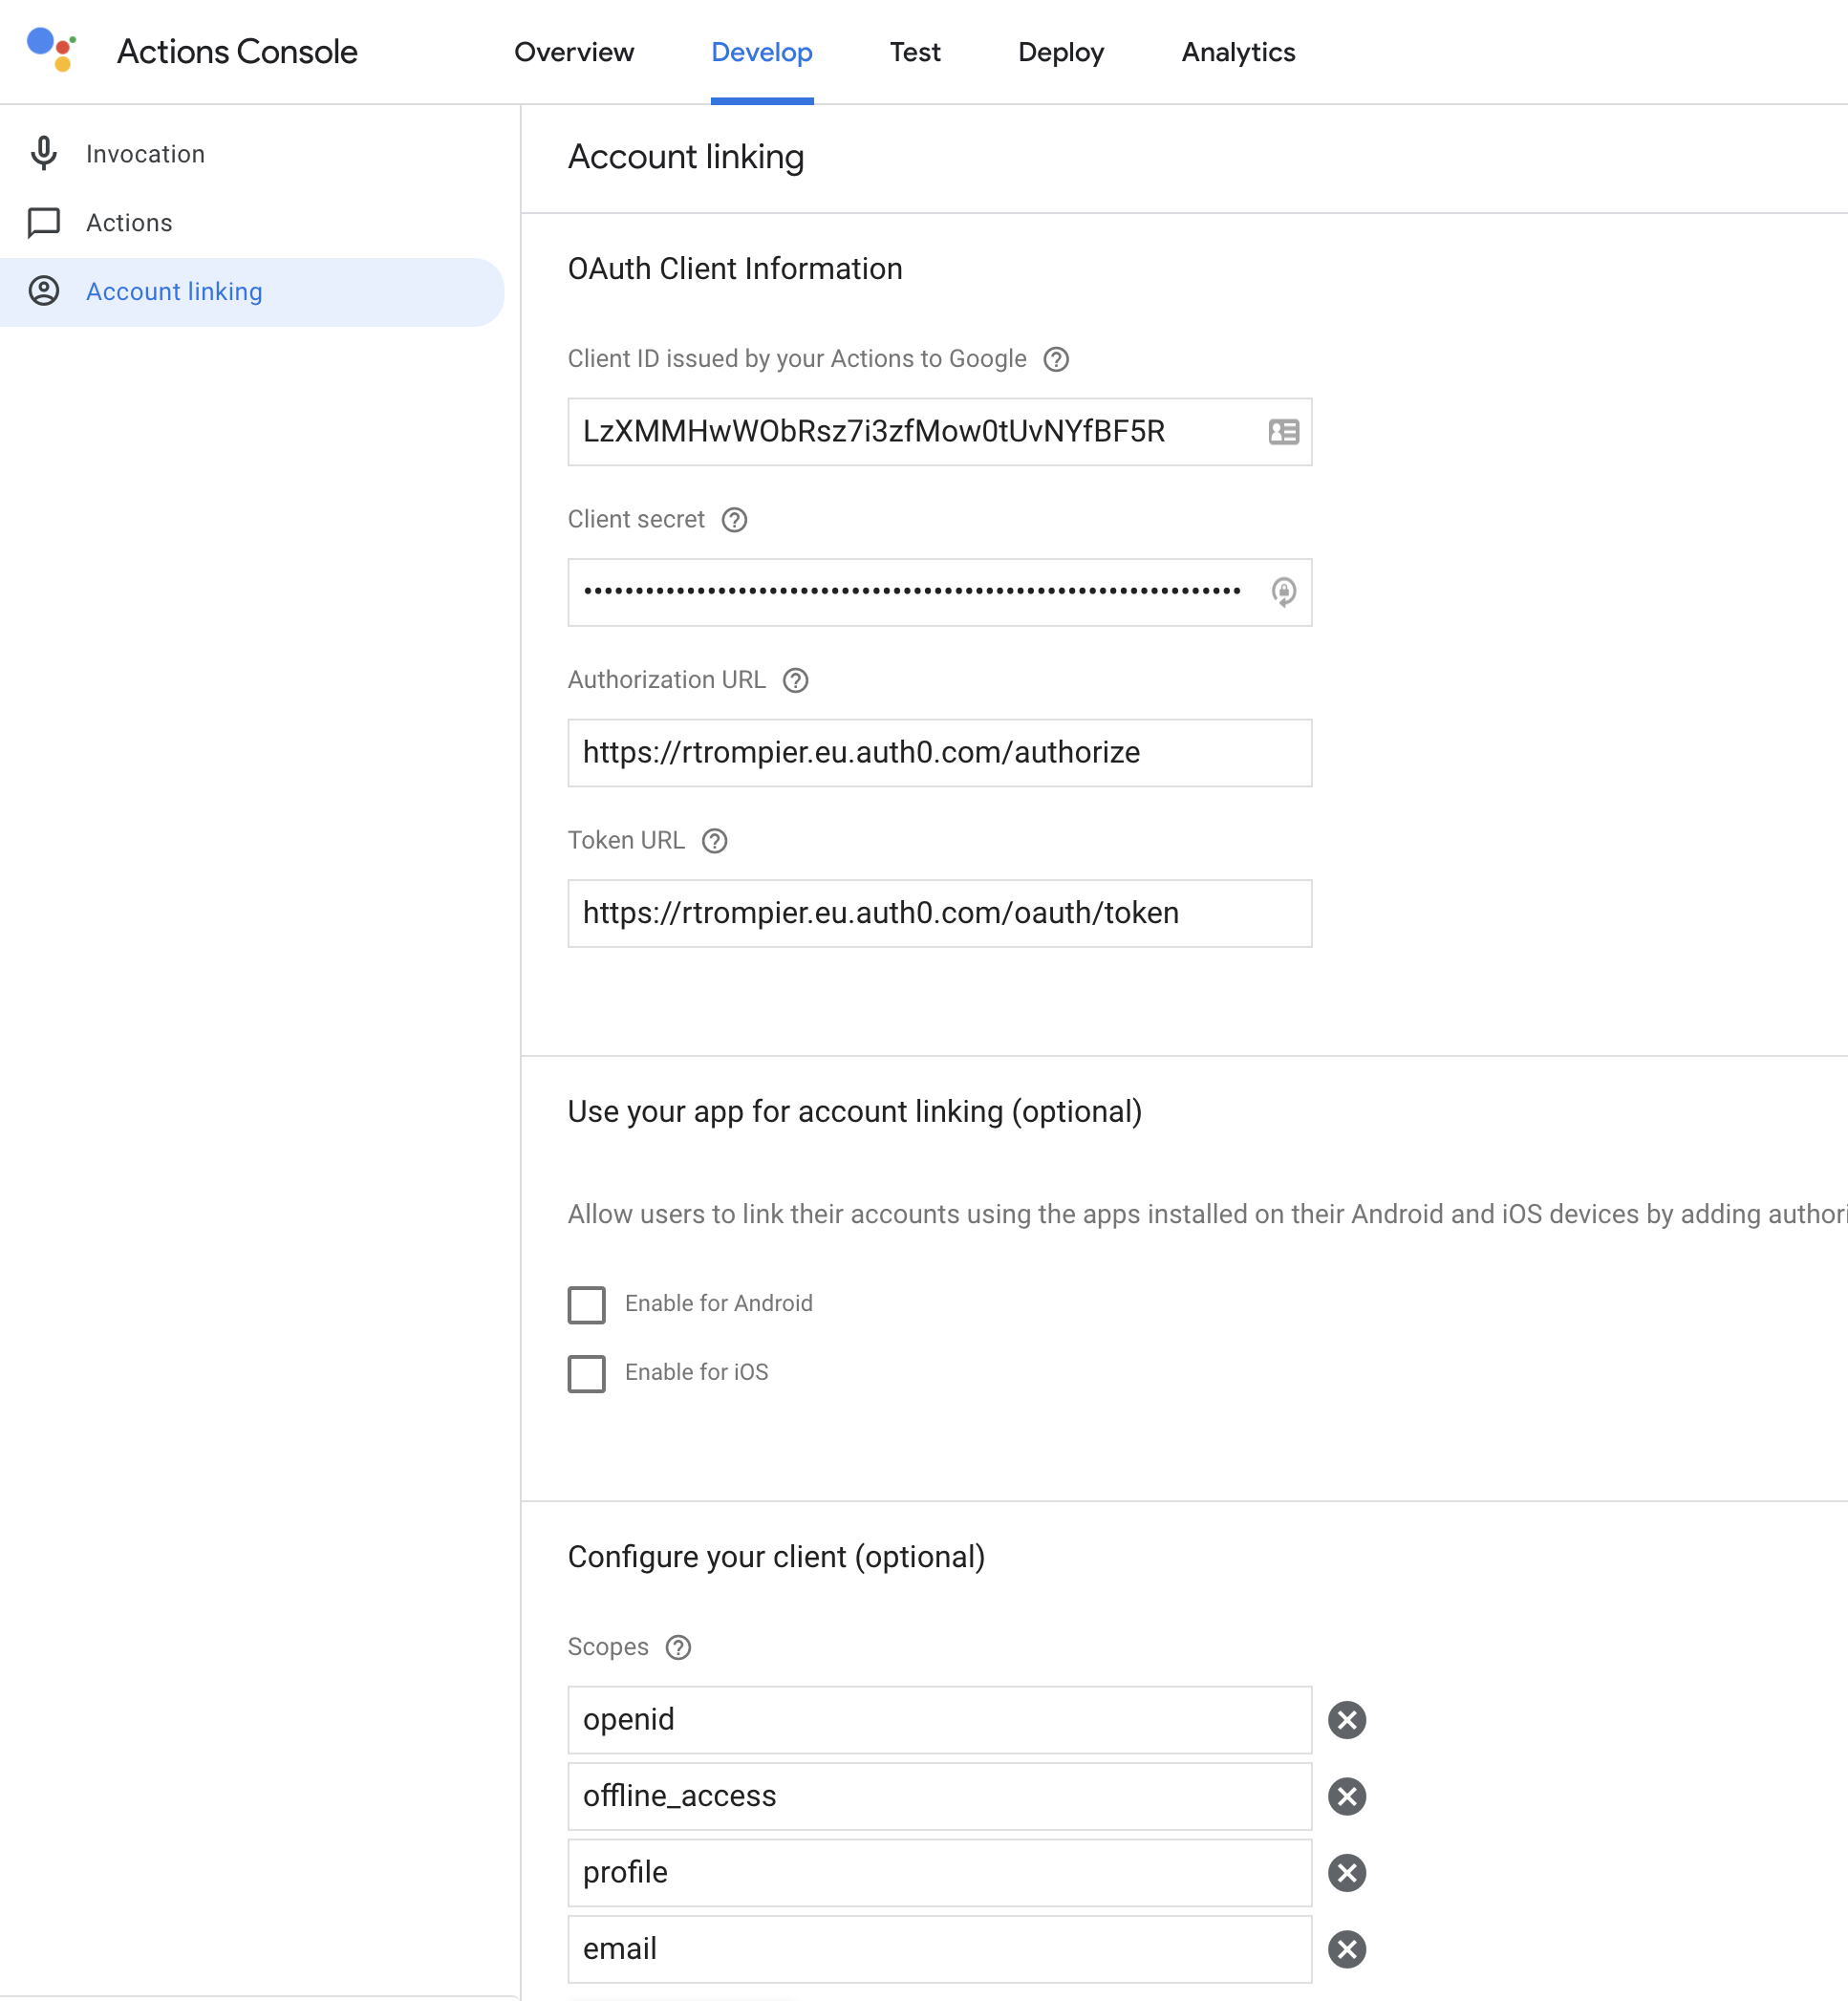 Actions Console
Overview
Develop
Test
Deploy
Analytics
Invocation
Actions
Account linking
Account linking
OAuth Client Information
Client ID issued by your Actions to Google
LzXMMHwWObRsz7i3zfMow0tUvNYfBF5R
Client secret
Authorization URL
https://rtrompier.eu.auth0.com/authorize
Token URL
https://rtrompier.eu.auth0.com/oauth/token
Use your app for account linking (optional)
Allow users to link their accounts using the apps installed on their Android and iOS devices by adding authori
Enable for Android
Enable for iOS
Configure your client (optional)
Scopes
openid
offline_access
profile
email